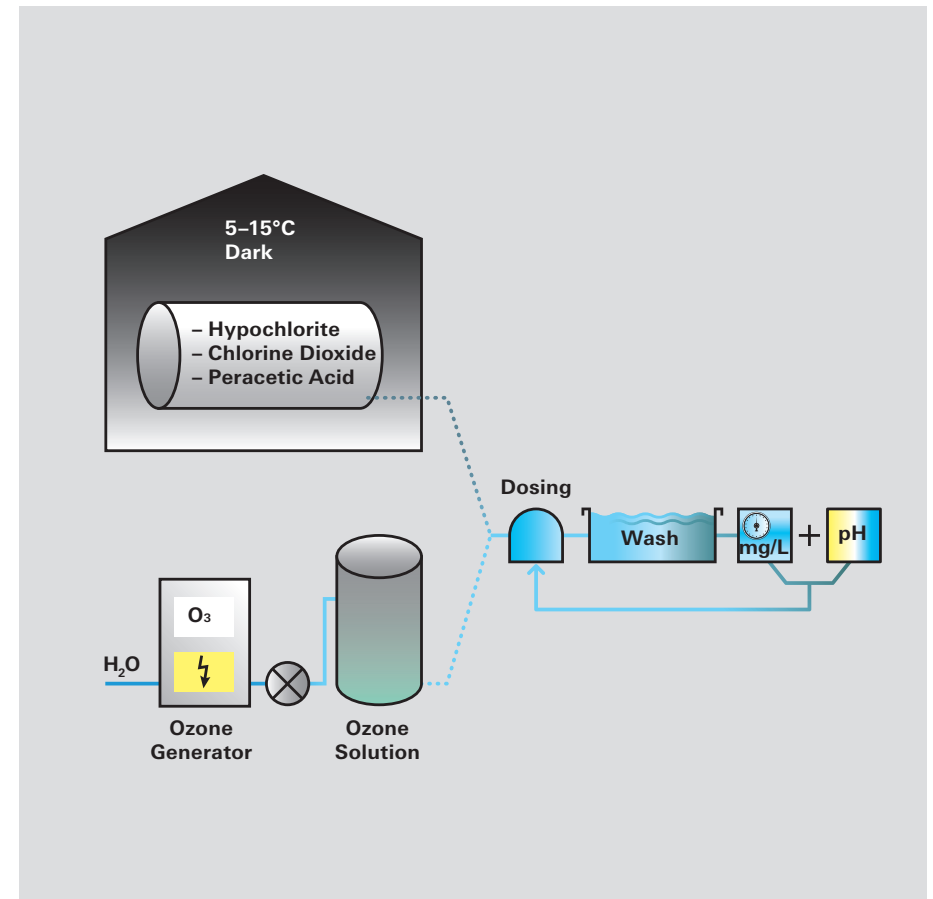 5–15°C
Dark
– Hypochlorite
– Chlorine Dioxide
– Peracetic Acid
Dosing
Wash
mg/L
+
pH
O₃
H₂O
Ozone
Generator
Ozone
Solution